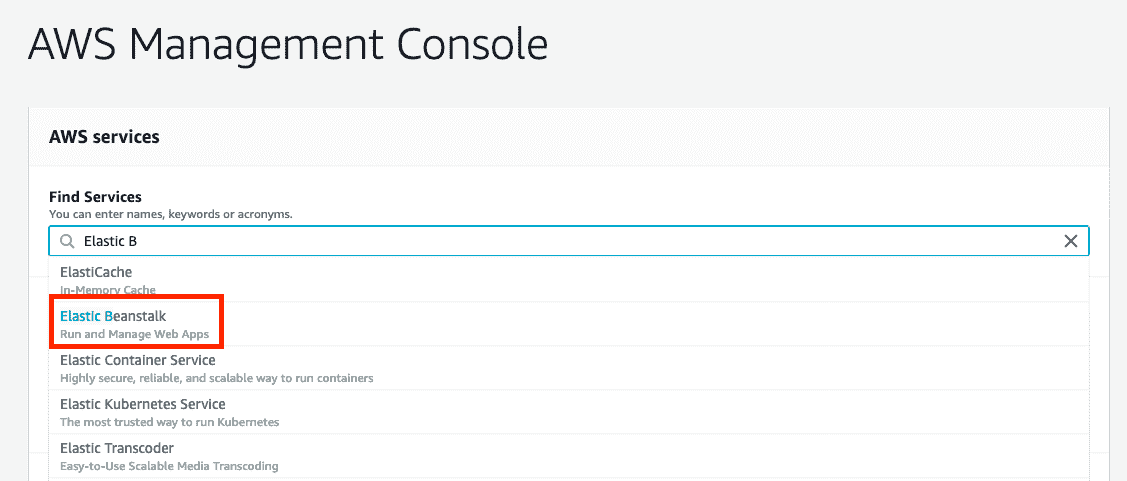 AWS Management Console
AWS services
Find Services
You can enter names, keywords or acronyms.
Elastic B
ElastiCache
In-Memory Cache
Elastic Beanstalk
Run and Manage Web Apps
Elastic Container Service
Highly secure, reliable, and scalable way to run containers
Elastic Kubernetes Service
The most trusted way to run Kubernetes
Elastic Transcoder
Easy-to-Use Scalable Media Transcoding